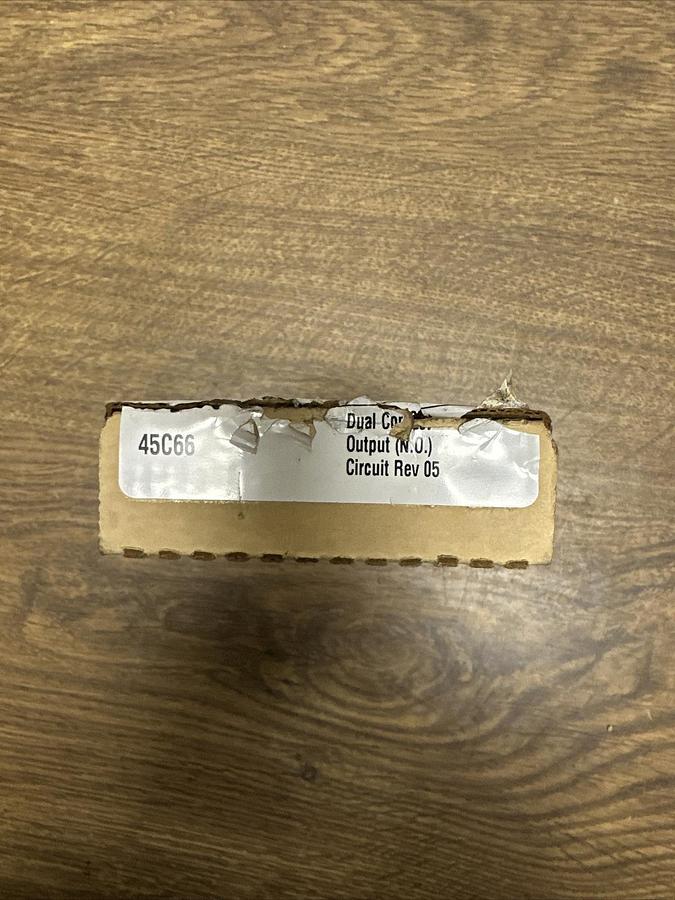 45C66
Dual
Output (N.O.)
Circuit Rev 05